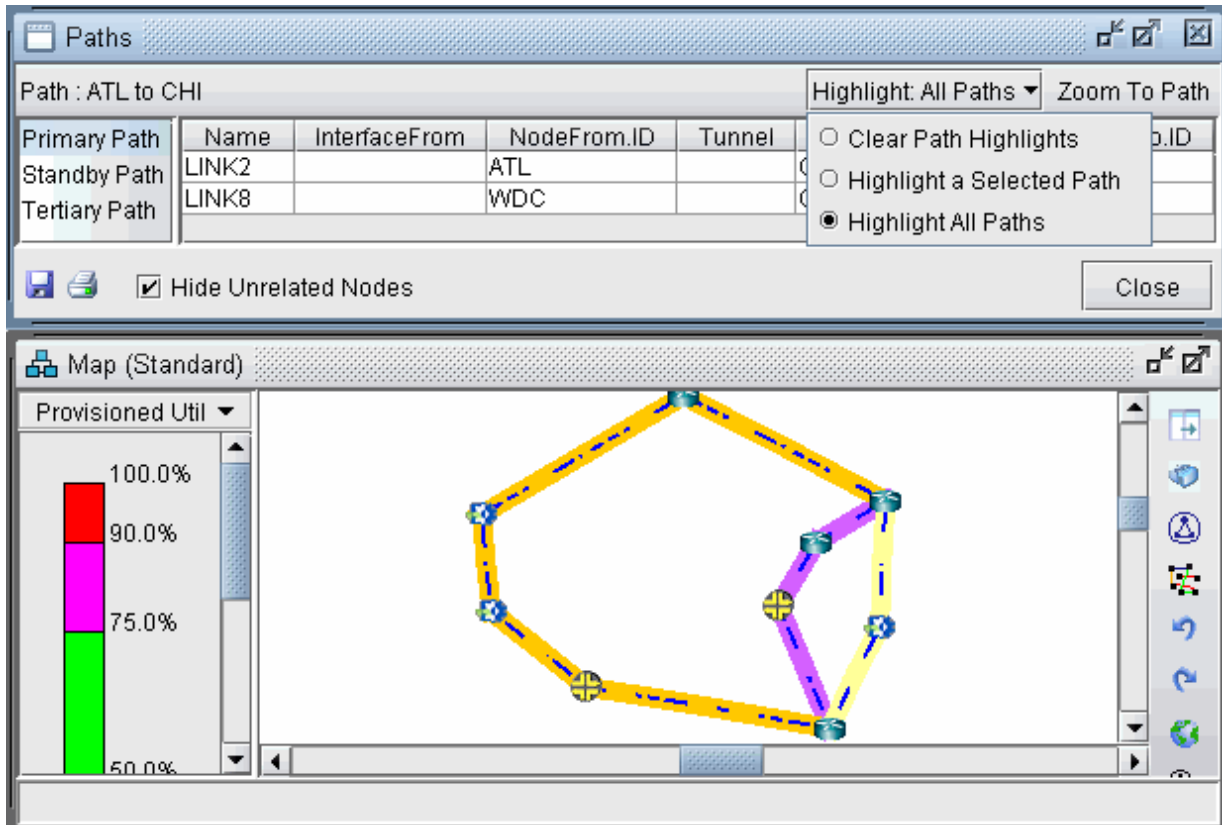 Paths
Path : ATL to CHI
Highlight: All Paths
Zoom To Path
Primary Path
Standby Path
Tertiary Path
Name InterfaceFrom NodeFrom.ID Tunnel
LINK2 ATL
LINK8 WDC
Clear Path Highlights
Highlight a Selected Path
Highlight All Paths
Hide Unrelated Nodes
Close
Map (Standard)
Provisioned Util
100.0%
90.0%
75.0%
50.0%